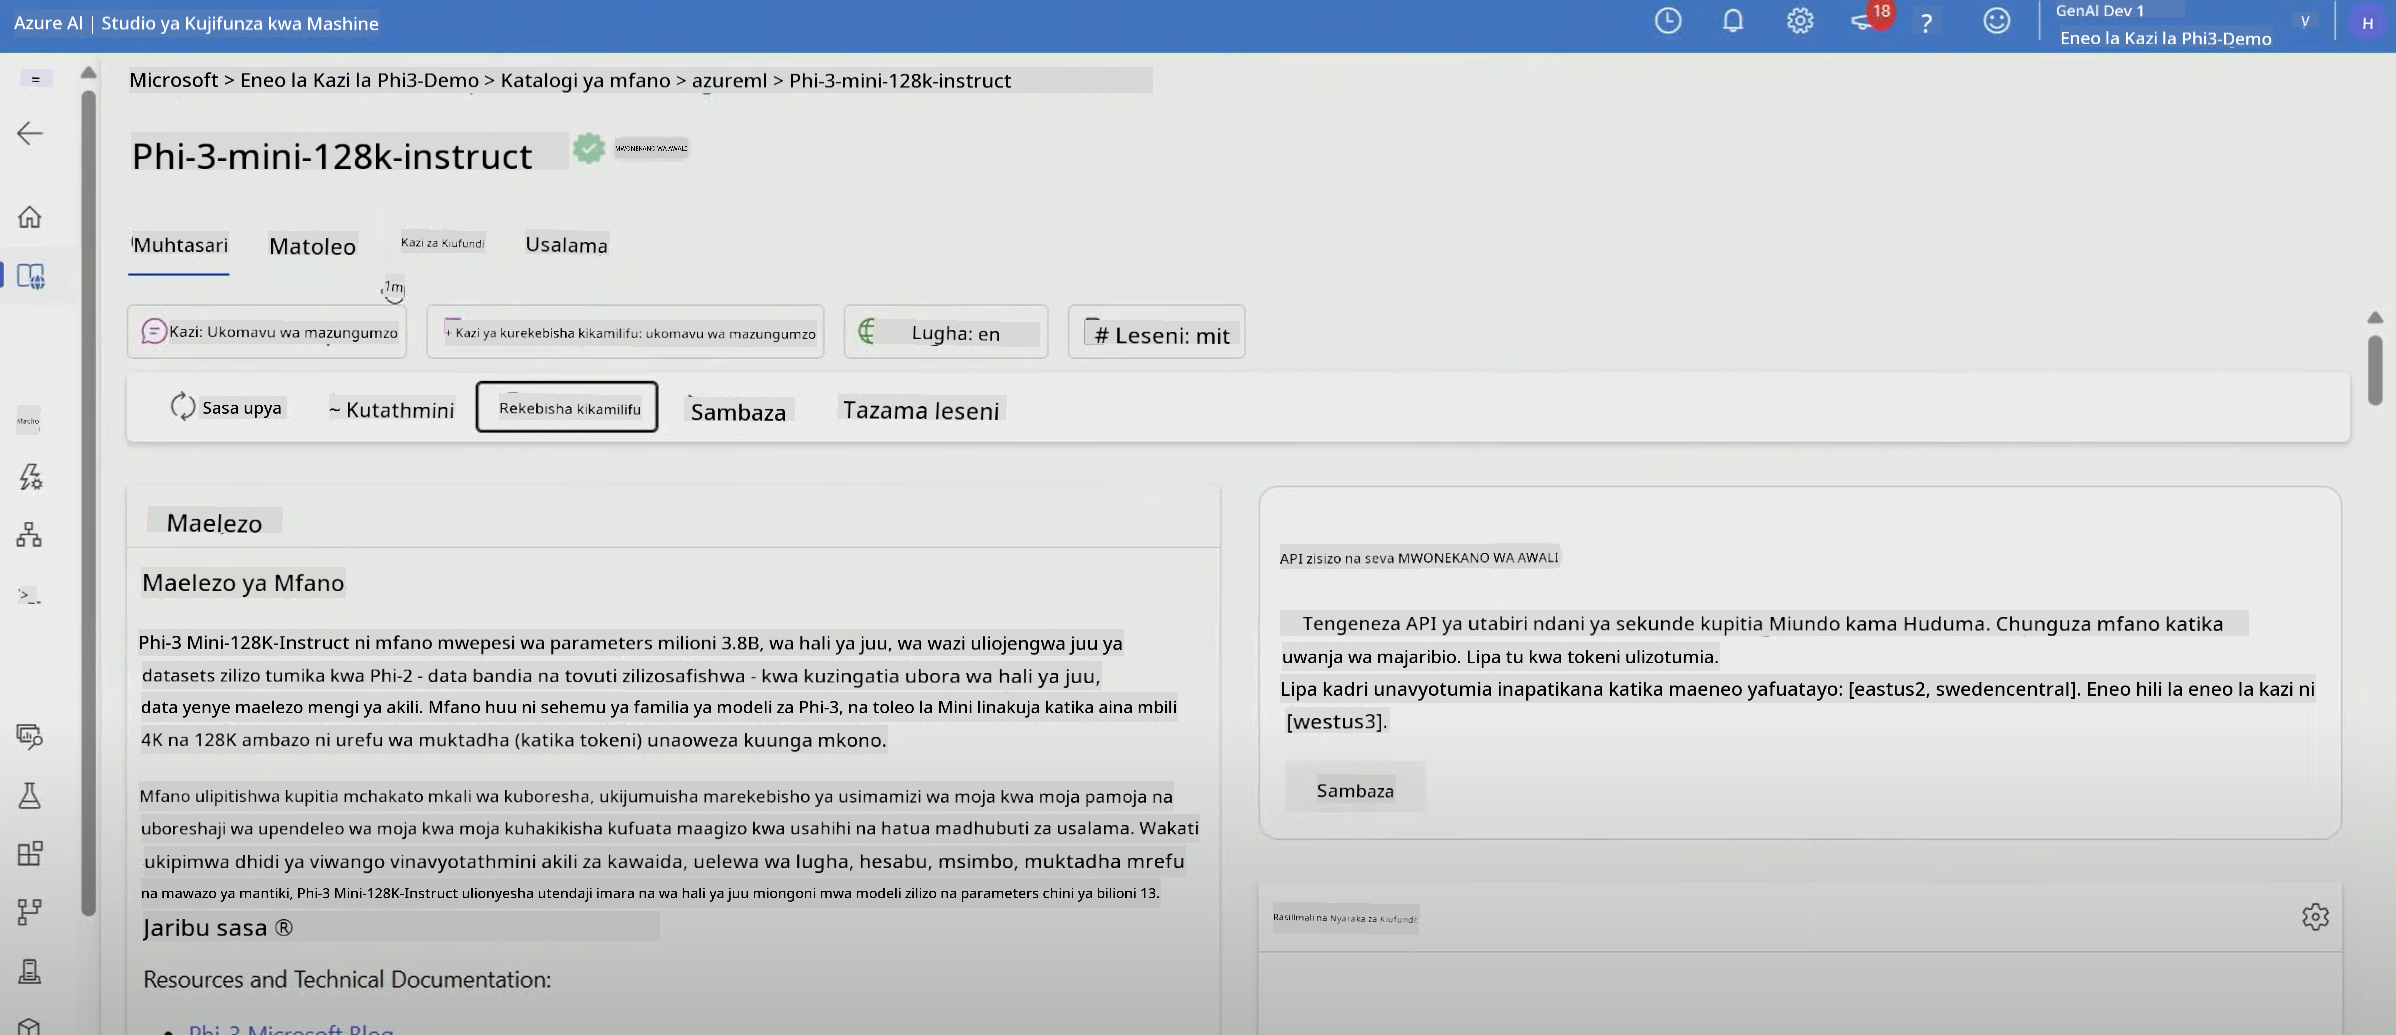 Azure AI | Studio ya Kujifunza kwa Mashine
18
?
GenAI Dev 1
Eneo la Kazi la Phi3-Demo
V
H
Microsoft > Eneo la Kazi la Phi3-Demo > Katalogi ya mfano > azureml > Phi-3-mini-128k-instruct
Phi-3-mini-128k-instruct
MWONEKANO WA AWALI
Muhtasari
Matoleo
Kazi za Kiufundi
Usalama
1m
Kazi: Ukomavu wa mazungumzo
+ Kazi ya kurekebisha kikamilifu: ukomavu wa mazungumzo
Lugha: en
# Leseni: mit
Sasa upya
~ Kutathmini
Rekebisha kikamilifu
Sambaza
Tazama leseni
Macho
Maelezo
Maelezo ya Mfano
Phi-3 Mini-128K-Instruct ni mfano mwepesi wa parameters milioni 3.8B, wa hali ya juu, wa wazi uliojengwa juu ya
datasets zilizo tumika kwa Phi-2 - data bandia na tovuti zilizosafishwa - kwa kuzingatia ubora wa hali ya juu,
data yenye maelezo mengi ya akili. Mfano huu ni sehemu ya familia ya modeli za Phi-3, na toleo la Mini linakuja katika aina mbili
4K na 128K ambazo ni urefu wa muktadha (katika tokeni) unaoweza kuunga mkono.
Mfano ulipitishwa kupitia mchakato mkali wa kuboresha, ukijumuisha marekebisho ya usimamizi wa moja kwa moja pamoja na
uboreshaji wa upendeleo wa moja kwa moja kuhakikisha kufuata maagizo kwa usahihi na hatua madhubuti za usalama. Wakati
ukipimwa dhidi ya viwango vinavyotathmini akili za kawaida, uelewa wa lugha, hesabu, msimbo, muktadha mrefu
na mawazo ya mantiki, Phi-3 Mini-128K-Instruct ulionyesha utendaji imara na wa hali ya juu miongoni mwa modeli zilizo na parameters chini ya bilioni 13.
Jaribu sasa ®
Resources and Technical Documentation:
Phi-3 Microsoft Blog
API zisizo na seva MWONEKANO WA AWALI
Tengeneza API ya utabiri ndani ya sekunde kupitia Miundo kama Huduma. Chunguza mfano katika
uwanja wa majaribio. Lipa tu kwa tokeni ulizotumia.
Lipa kadri unavyotumia inapatikana katika maeneo yafuatayo: [eastus2, swedencentral]. Eneo hili la eneo la kazi ni
[westus3].
Sambaza
Rasilimali na Nyaraka za Kiufundi: